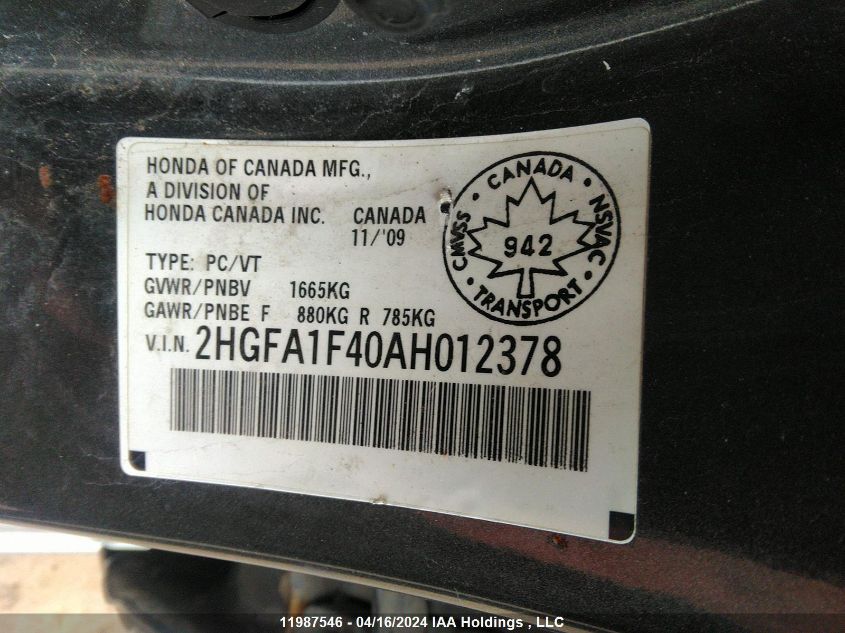 HONDA OF CANADA MFG.,
A DIVISION OF
HONDA CANADA INC. CANADA
11/'09
TYPE: PC/VT
GVWR/PNBV 1665KG
GAWR/PNBE F 880KG R 785KG
V.I.N. 2HGFA1F40AH012378
CANADA • NSVAC • TRANSPORT • CMVSS •
942
11987546 - 04/16/2024 IAA Holdings , LLC